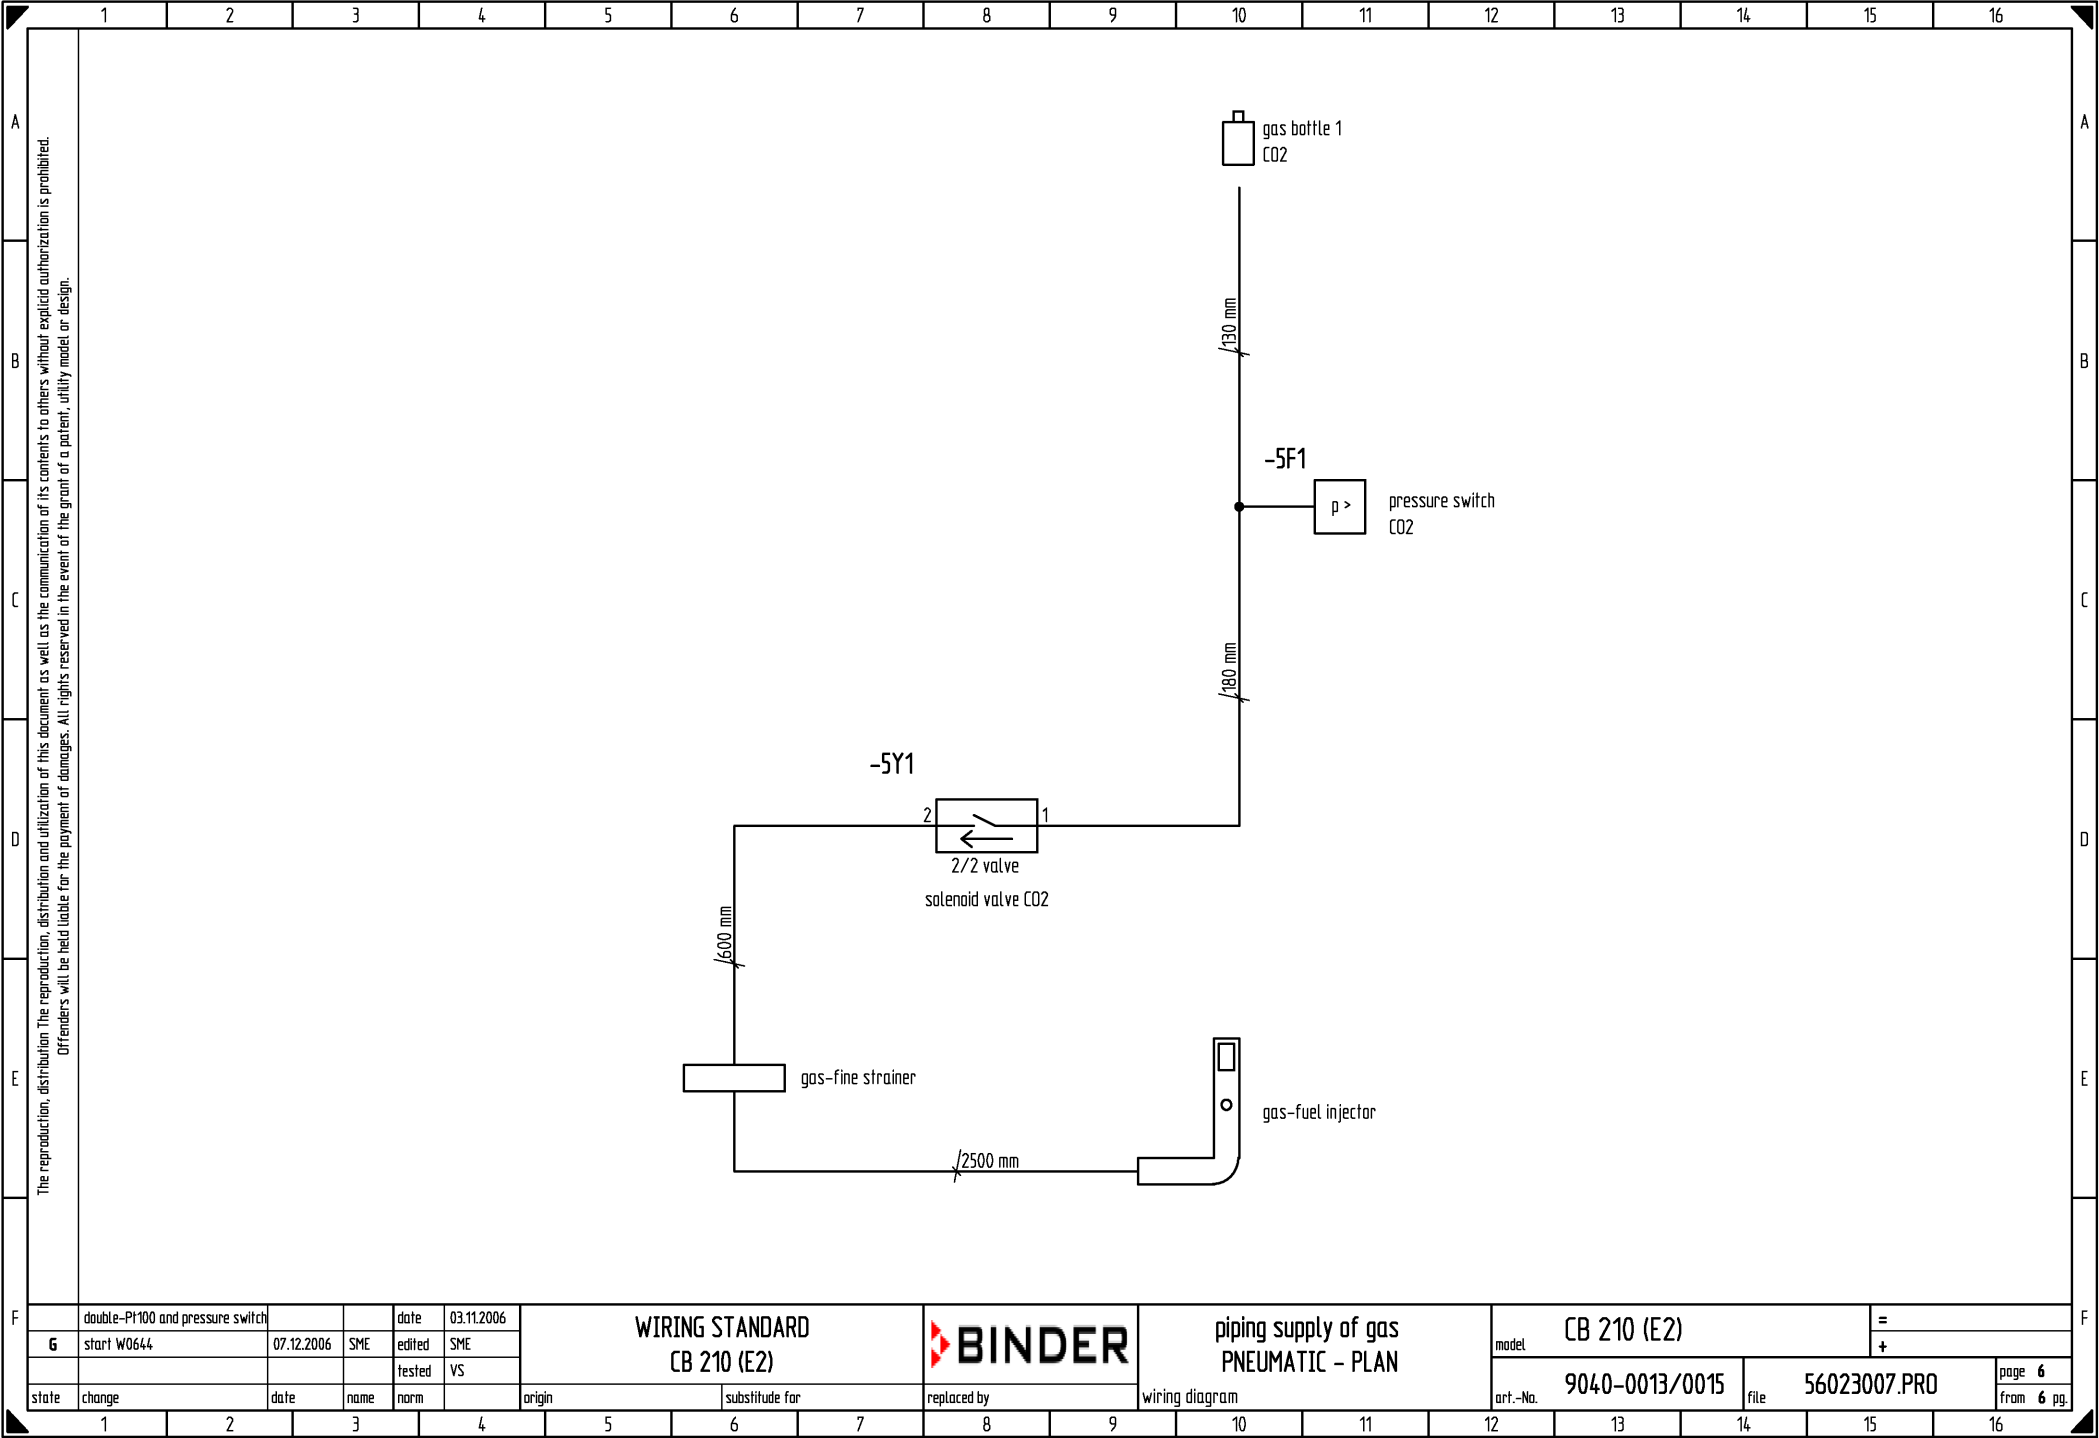 1 2 3 4 5 6 7 8 9 10 11 12 13 14 15 16
A A
B B
C C
D D
E E
F F
The reproduction, distribution The reproduction, distribution and utilization of this document as well as the communication of its contents to others without explicid authorization is prohibited.
Offenders will be held liable for the payment of damages. All rights reserved in the event of the grant of a patent, utility model or design.
gas bottle 1
CO2
130 mm
-5F1
p >
pressure switch
CO2
180 mm
-5Y1
2 1
2/2 valve
solenoid valve CO2
600 mm
gas-fine strainer
gas-fuel injector
2500 mm
double-Pt100 and pressure switch
G start W0644 07.12.2006 SME
state change date name
date 03.11.2006
edited SME
tested VS
norm
WIRING STANDARD
CB 210 (E2)
origin substitude for
BINDER
replaced by
piping supply of gas
PNEUMATIC - PLAN
wiring diagram
model CB 210 (E2)
=
+
art.-No. 9040-0013/0015
file 56023007.PRO
page 6
from 6 pg.
1 2 3 4 5 6 7 8 9 10 11 12 13 14 15 16